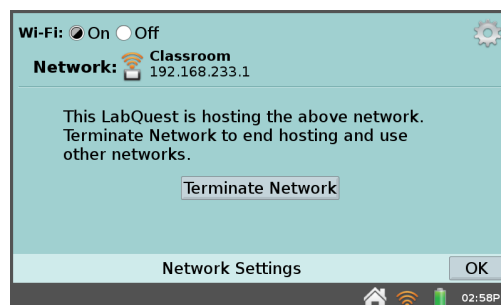 Wi-Fi: On Off
Network: Classroom
192.168.233.1
This LabQuest is hosting the above network.
Terminate Network to end hosting and use
other networks.
Terminate Network
Network Settings OK
02:58P